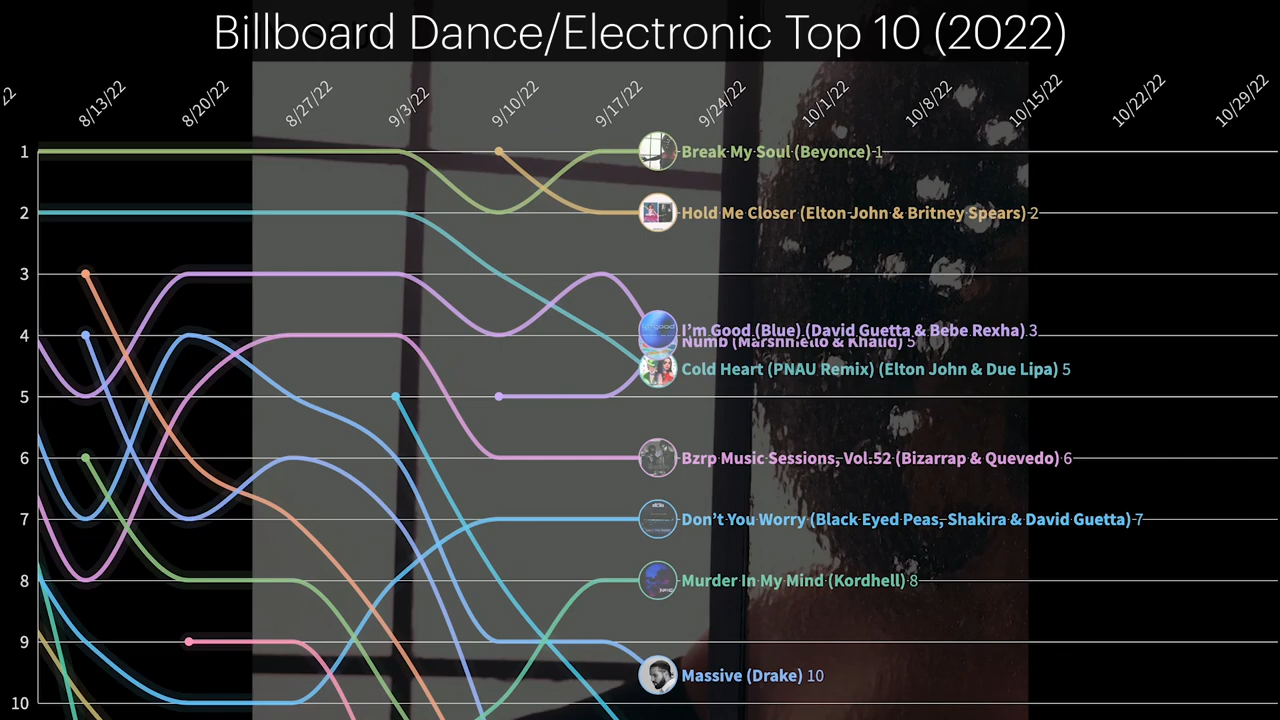 Billboard Dance/Electronic Top 10 (2022)
22
8/13/22
8/20/22
8/27/22
9/3/22
9/10/22
9/17/22
9/24/22
10/1/22
10/8/22
10/15/22
10/22/22
10/29/22
1
Break My Soul (Beyonce) 1
2
Hold Me Closer (Elton John & Britney Spears) 2
3
I'm Good (Blue) (David Guetta & Bebe Rexha) 3
4
Numb (Marshmello & Khalid) 5
Cold Heart (PNAU Remix) (Elton John & Due Lipa) 5
5
6
Bzrp Music Sessions, Vol.52 (Bizarrap & Quevedo) 6
7
Don't You Worry (Black Eyed Peas, Shakira & David Guetta) 7
8
Murder In My Mind (Kordhell) 8
9
Massive (Drake) 10
10